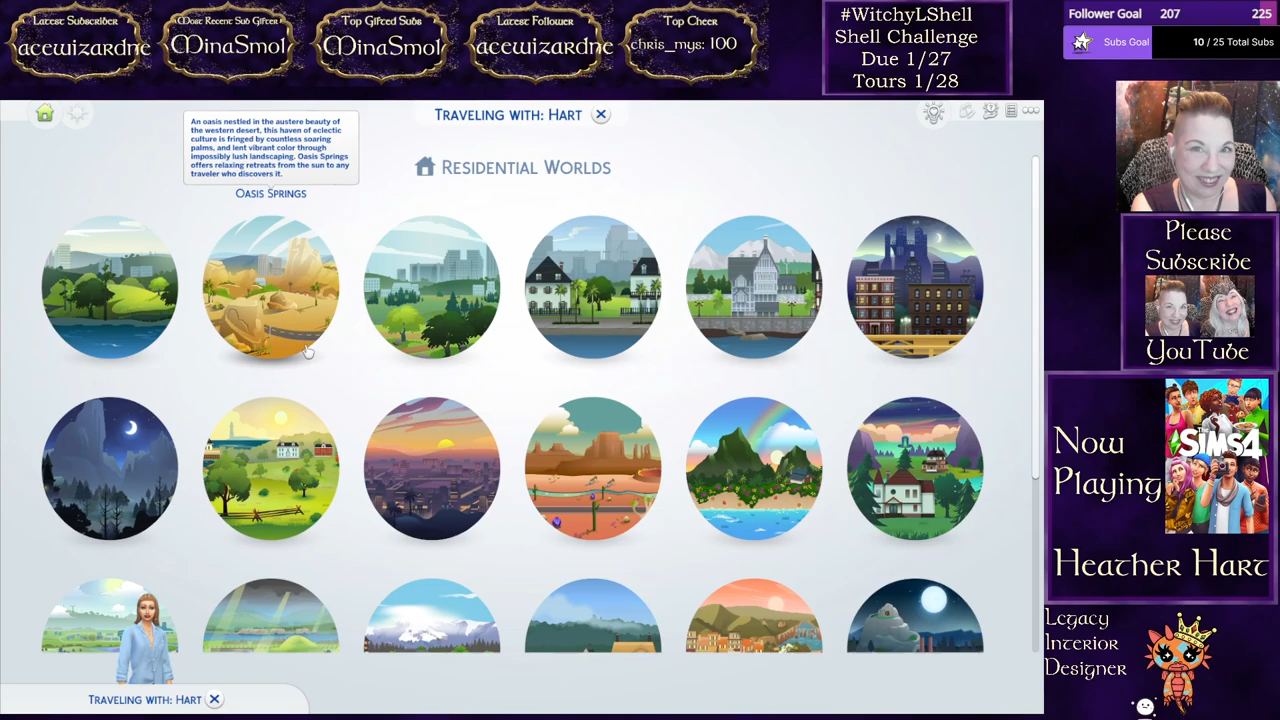 Latest Subscriber
acewizardne
Most Recent Sub Gifter
MinaSmol
Top Gifted Subs
MinaSmol
Latest Follower
acewizardne
Top Cheer
chris_mys: 100
#WitchyLShell
Shell Challenge
Due 1/27
Tours 1/28
Follower Goal 207 225
Subs Goal 10 / 25 Total Subs
Traveling with: Hart
Residential Worlds
An oasis nestled in the austere beauty of
the western desert, this haven of eclectic
culture is fringed by countless soaring
palms, and lent vibrant color through
impossibly lush landscaping. Oasis Springs
offers relaxing retreats from the sun to any
traveler who discovers it.
Oasis Springs
Please
Subscribe
YouTube
Now
Playing
THE SIMS 4
Heather Hart
Legacy
Interior
Designer
Traveling with: Hart